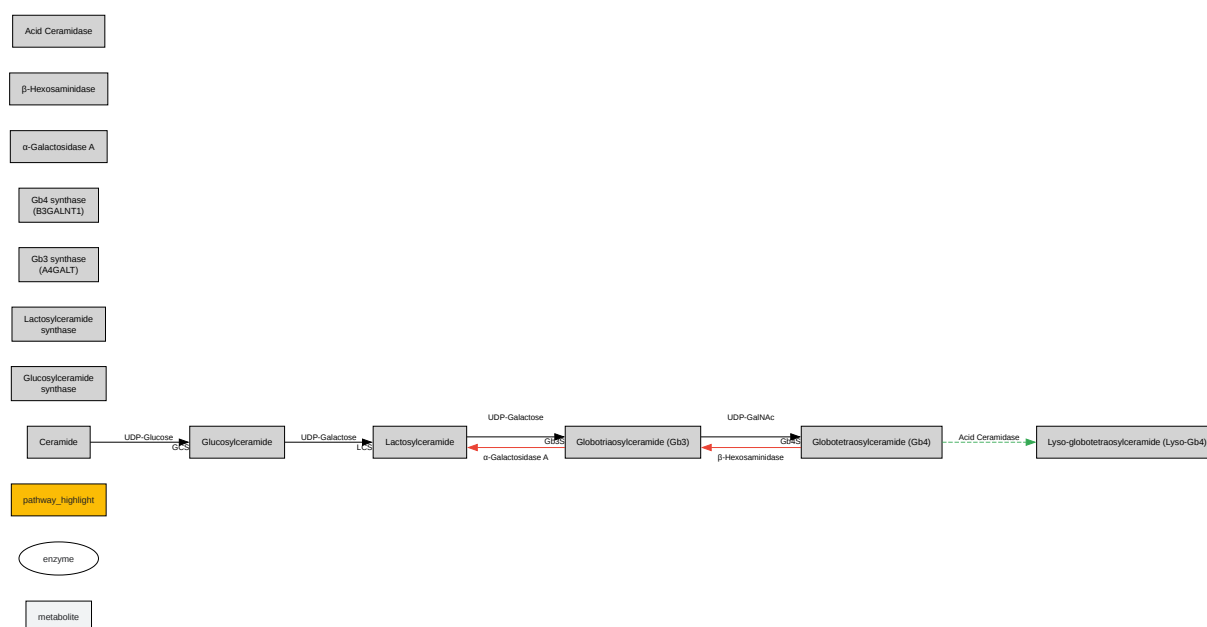 Acid Ceramidase
β-Hexosaminidase
α-Galactosidase A
Gb4 synthase
(B3GALNT1)
Gb3 synthase
(A4GALT)
Lactosylceramide
synthase
Glucosylceramide
synthase
UDP-Galactose
UDP-GalNAc
Ceramide
UDP-Glucose
GCS
Glucosylceramide
UDP-Galactose
LCS
Lactosylceramide
Gb3S
α-Galactosidase A
Globotriaosylceramide (Gb3)
Gb4S
β-Hexosaminidase
Globotetraosylceramide (Gb4)
Acid Ceramidase
Lyso-globotetraosylceramide (Lyso-Gb4)
pathway_highlight
enzyme
metabolite